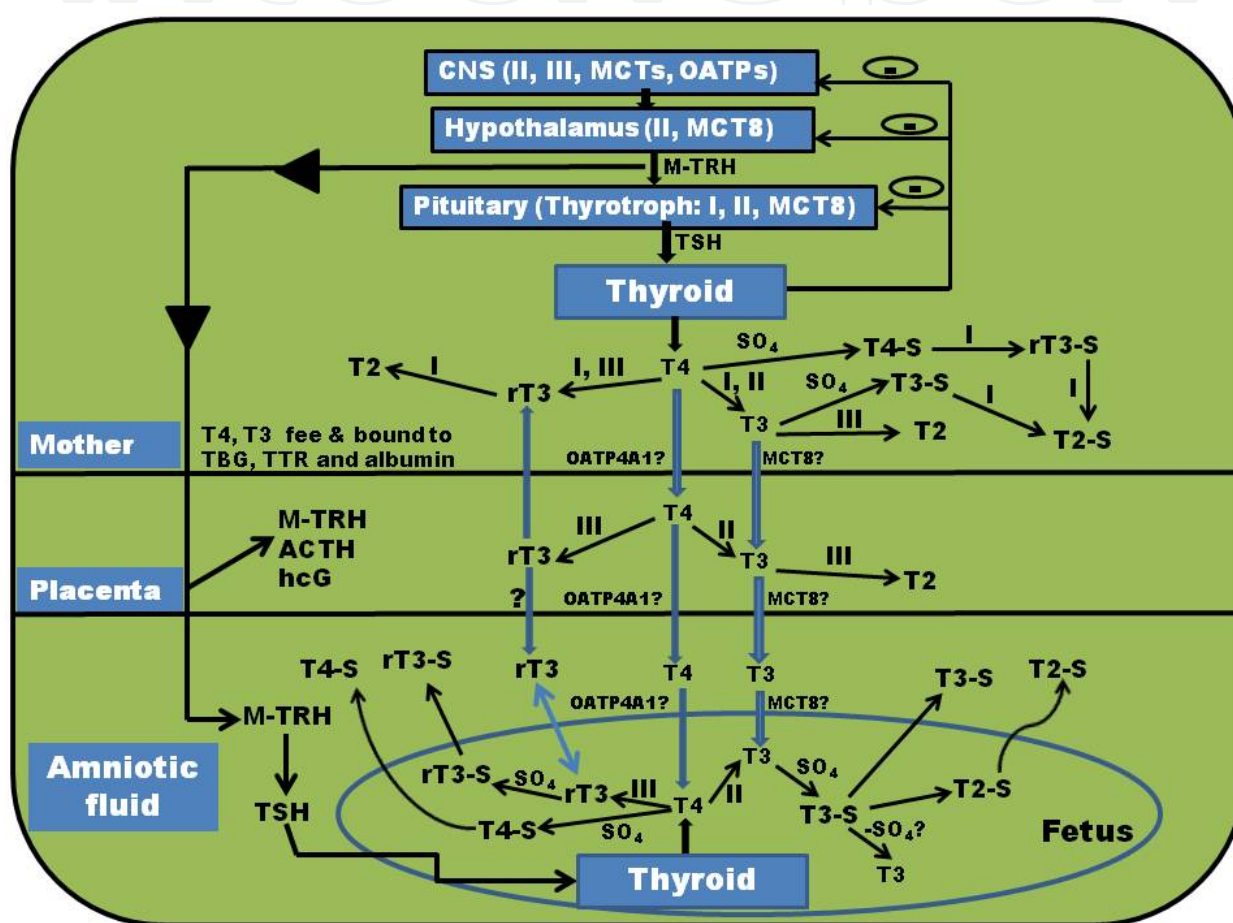 CNS (II, III, MCTs, OATPs)
-
Hypothalamus (II, MCT8)
-
M-TRH
Pituitary (Thyrotroph: I, II, MCT8)
-
TSH
Thyroid
SO4
T4-S
I
rT3-S
T2
I
rT3
I, III
T4
I, II
SO4
T3-S
I
I
T3
III
T2
T2-S
Mother
T4, T3 fee & bound to
TBG, TTR and albumin
OATP4A1?
MCT8?
M-TRH
ACTH
hcG
T4
III
II
rT3
T3
III
T2
Placenta
?
OATP4A1?
MCT8?
T4-S
rT3-S
rT3
T4
T3
T3-S
T2-S
OATP4A1?
MCT8?
M-TRH
Amniotic
fluid
TSH
rT3-S
SO4
rT3
III
T4
II
T3
SO4
T3-S
T2-S
T4-S
SO4
-SO4?
T3
Fetus
Thyroid